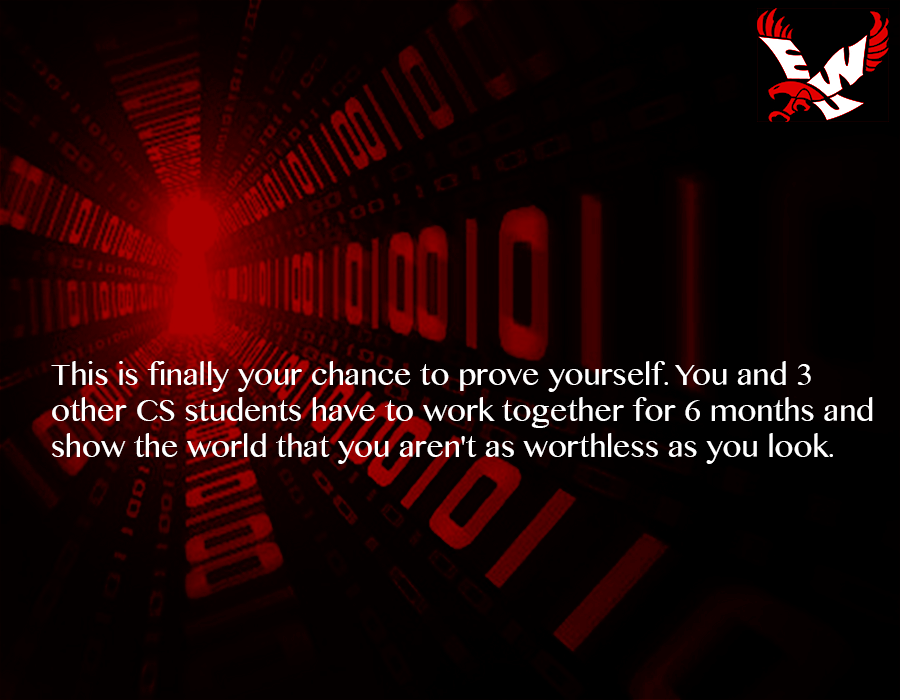 EWU
This is finally your chance to prove yourself. You and 3
other CS students have to work together for 6 months and
show the world that you aren't as worthless as you look.